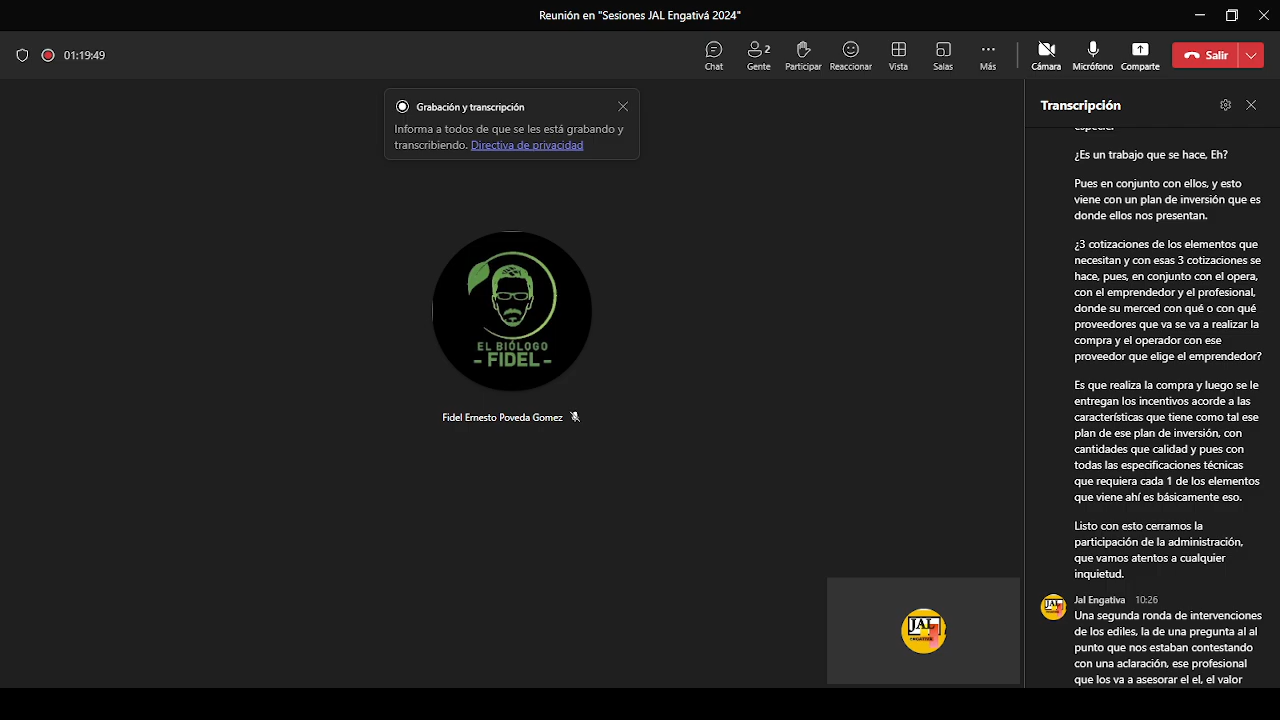 Reunión en "Sesiones JAL Engativá 2024"
01:19:49
Chat
2
Gente
Participar
Reaccionar
Vista
Salas
Más
Cámara
Micrófono
Comparte
Salir
Grabación y transcripción
Informa a todos de que se les está grabando y
transcribiendo. Directiva de privacidad
EL BIÓLOGO
- FIDEL -
Fidel Ernesto Poveda Gomez
JAL
ENGATIVÁ
Transcripción
¿Es un trabajo que se hace, Eh?
Pues en conjunto con ellos, y esto
viene con un plan de inversión que es
donde ellos nos presentan.
¿3 cotizaciones de los elementos que
necesitan y con esas 3 cotizaciones se
hace, pues, en conjunto con el opera,
con el emprendedor y el profesional,
donde su merced con qué o con qué
proveedores que va se va a realizar la
compra y el operador con ese
proveedor que elige el emprendedor?
Es que realiza la compra y luego se le
entregan los incentivos acorde a las
características que tiene como tal ese
plan de ese plan de inversión, con
cantidades que calidad y pues con
todas las especificaciones técnicas
que requiera cada 1 de los elementos
que viene ahí es básicamente eso.
Listo con esto cerramos la
participación de la administración,
que vamos atentos a cualquier
inquietud.
JAL
Jal Engativa 10:26
Una segunda ronda de intervenciones
de los ediles, la de una pregunta al al
punto que nos estaban contestando
con una aclaración, ese profesional
que los va a asesorar el el, el valor